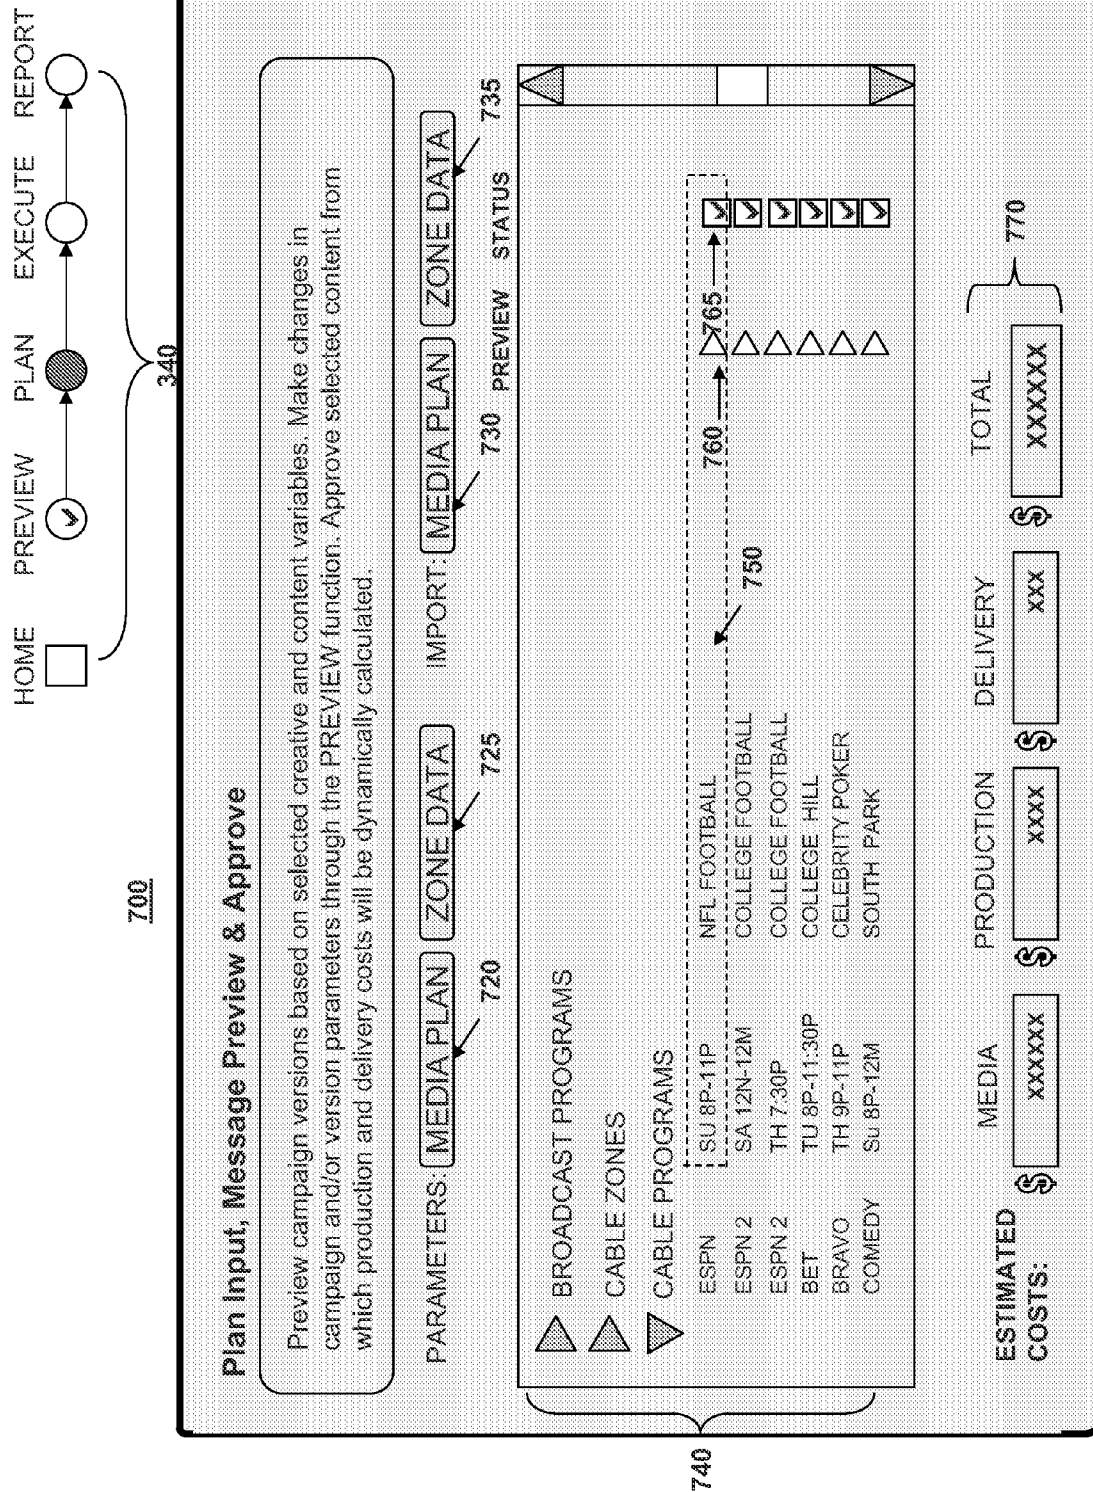 HOME PREVIEW PLAN EXECUTE REPORT
340
700
Plan Input, Message Preview & Approve
Preview campaign versions based on selected creative and content variables. Make changes in
campaign and/or version parameters through the PREVIEW function. Approve selected content from
which production and delivery costs will be dynamically calculated.
PARAMETERS: MEDIA PLAN ZONE DATA IMPORT: MEDIA PLAN ZONE DATA
720 725 730 735
PREVIEW STATUS
BROADCAST PROGRAMS
CABLE ZONES
CABLE PROGRAMS
ESPN SU 8P-11P NFL FOOTBALL
ESPN 2 SA 12N-12M COLLEGE FOOTBALL
ESPN 2 TH 7:30P COLLEGE FOOTBALL
BET TU 8P-11:30P COLLEGE HILL
BRAVO TH 9P-11P CELEBRITY POKER
COMEDY Su 8P-12M SOUTH PARK
740
750
760
765
ESTIMATED
COSTS:
MEDIA PRODUCTION DELIVERY TOTAL
$ xxxxxx $ xxxx $ xxx $ xxxxxx
770